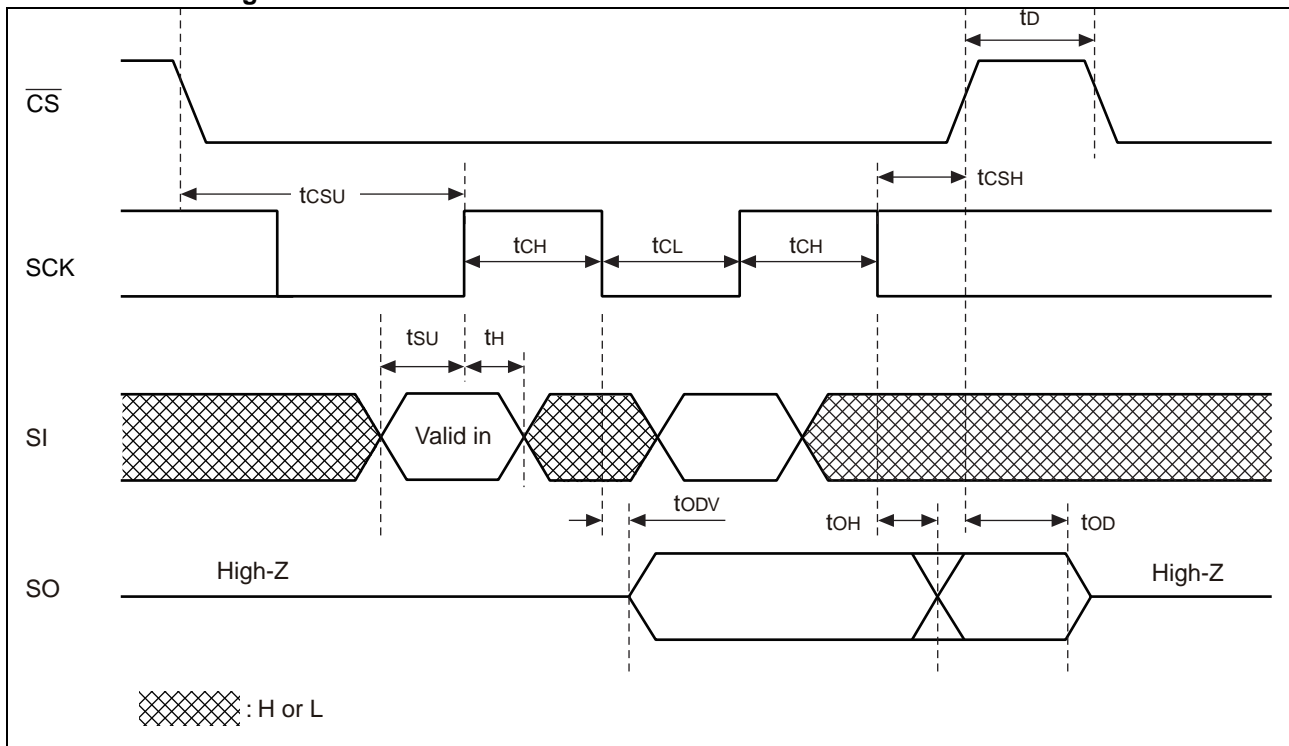 tD
CS
tCSU
tCSH
SCK
tCH
tCL
tCH
tSU
tH
SI
Valid in
tODV
tOH
tOD
SO
High-Z
High-Z
: H or L